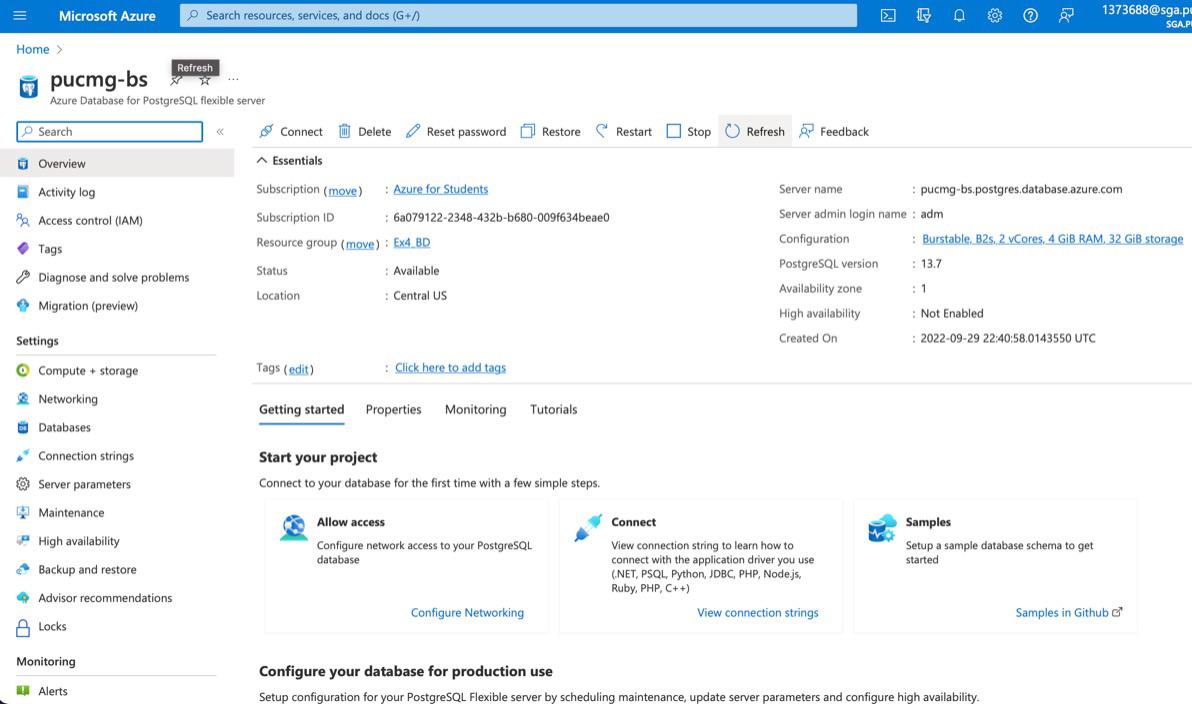 Microsoft Azure
Search resources, services, and docs (G+/)
1373688@sga.pu
SGA.PU
Home
Refresh
pucmg-bs
Azure Database for PostgreSQL flexible server
Search
Connect Delete Reset password Restore Restart Stop Refresh Feedback
Overview
Activity log
Access control (IAM)
Tags
Diagnose and solve problems
Migration (preview)
Settings
Compute + storage
Networking
Databases
Connection strings
Server parameters
Maintenance
High availability
Backup and restore
Advisor recommendations
Locks
Monitoring
Alerts
Essentials
Subscription (move) : Azure for Students
Subscription ID : 6a079122-2348-432b-b680-009f634beae0
Resource group (move) : Ex4_BD
Status : Available
Location : Central US
Server name : pucmg-bs.postgres.database.azure.com
Server admin login name : adm
Configuration : Burstable, B2s, 2 vCores, 4 GiB RAM, 32 GiB storage
PostgreSQL version : 13.7
Availability zone : 1
High availability : Not Enabled
Created On : 2022-09-29 22:40:58.0143550 UTC
Tags (edit) : Click here to add tags
Getting started Properties Monitoring Tutorials
Start your project
Connect to your database for the first time with a few simple steps.
Allow access
Configure network access to your PostgreSQL
database
Configure Networking
Connect
View connection string to learn how to
connect with the application driver you use
(.NET, PSQL, Python, JDBC, PHP, Node.js,
Ruby, PHP, C++)
View connection strings
Samples
Setup a sample database schema to get
started
Samples in Github
Configure your database for production use
Setup configuration for your PostgreSQL Flexible server by scheduling maintenance, update server parameters and configure high availability.